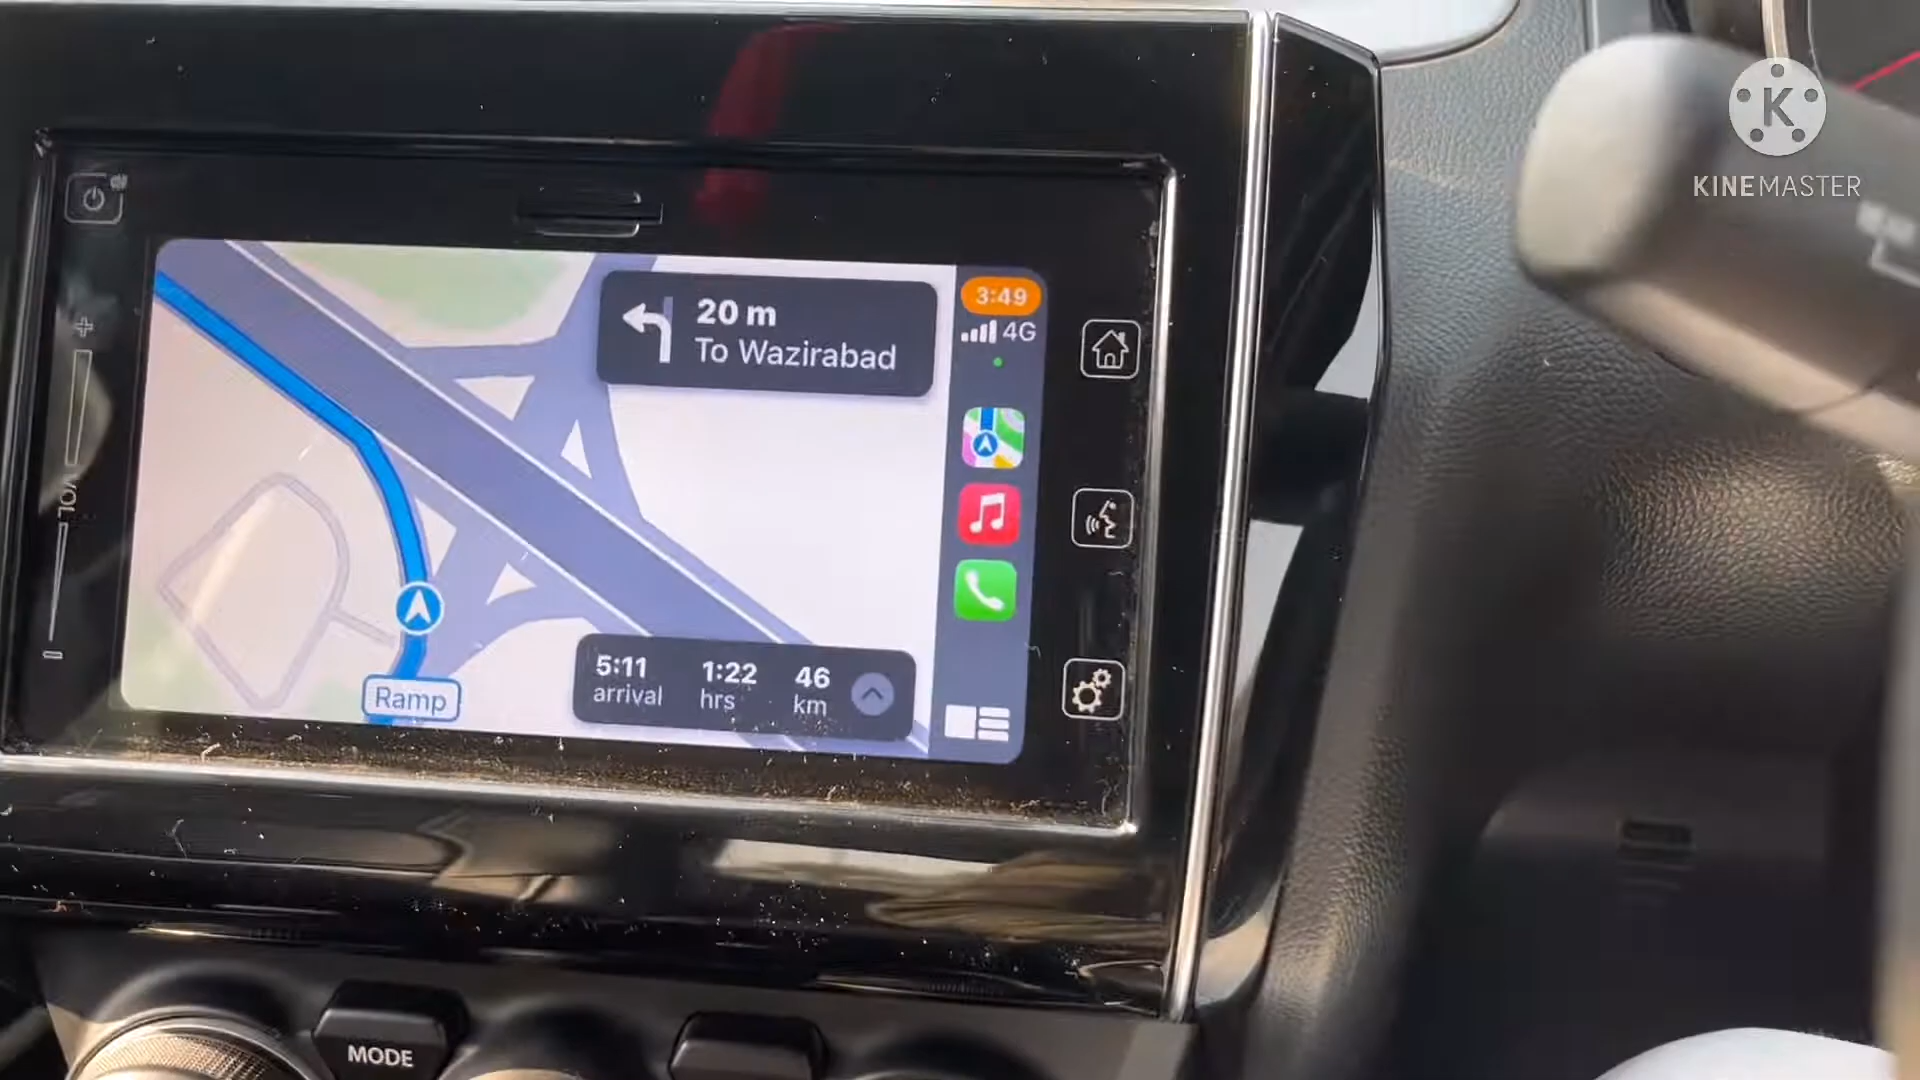 K
KINEMASTER
20 m
To Wazirabad
3:49
4G
VOL
5:11
arrival
1:22
hrs
46
km
Ramp
MODE